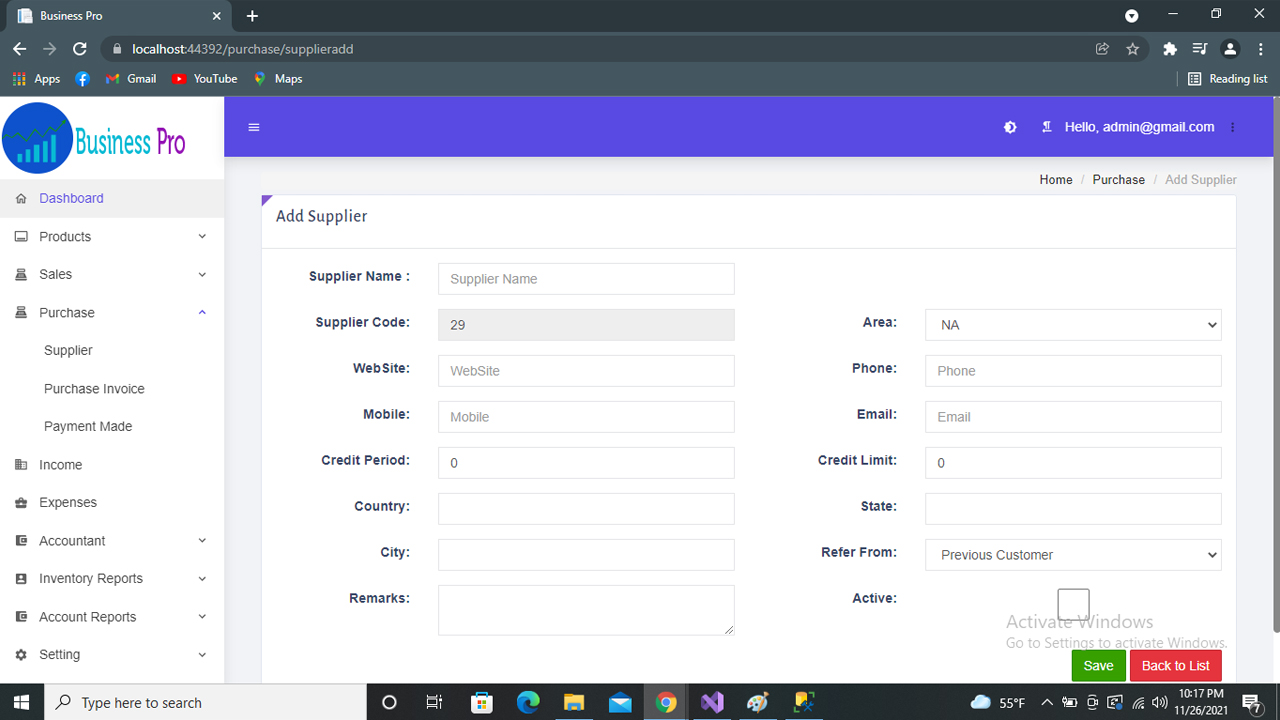 Business Pro
localhost:44392/purchase/supplieradd
Apps Gmail YouTube Maps Reading list
Business Pro
Hello, admin@gmail.com
Home / Purchase / Add Supplier
Dashboard
Products
Sales
Purchase
Supplier
Purchase Invoice
Payment Made
Income
Expenses
Accountant
Inventory Reports
Account Reports
Setting
Add Supplier
Supplier Name : Supplier Name
Supplier Code: 29 Area: NA
WebSite: WebSite Phone: Phone
Mobile: Mobile Email: Email
Credit Period: 0 Credit Limit: 0
Country: State:
City: Refer From: Previous Customer
Remarks: Active:
Activate Windows
Go to Settings to activate Windows.
Save Back to List
Type here to search
55°F
10:17 PM
11/26/2021
7